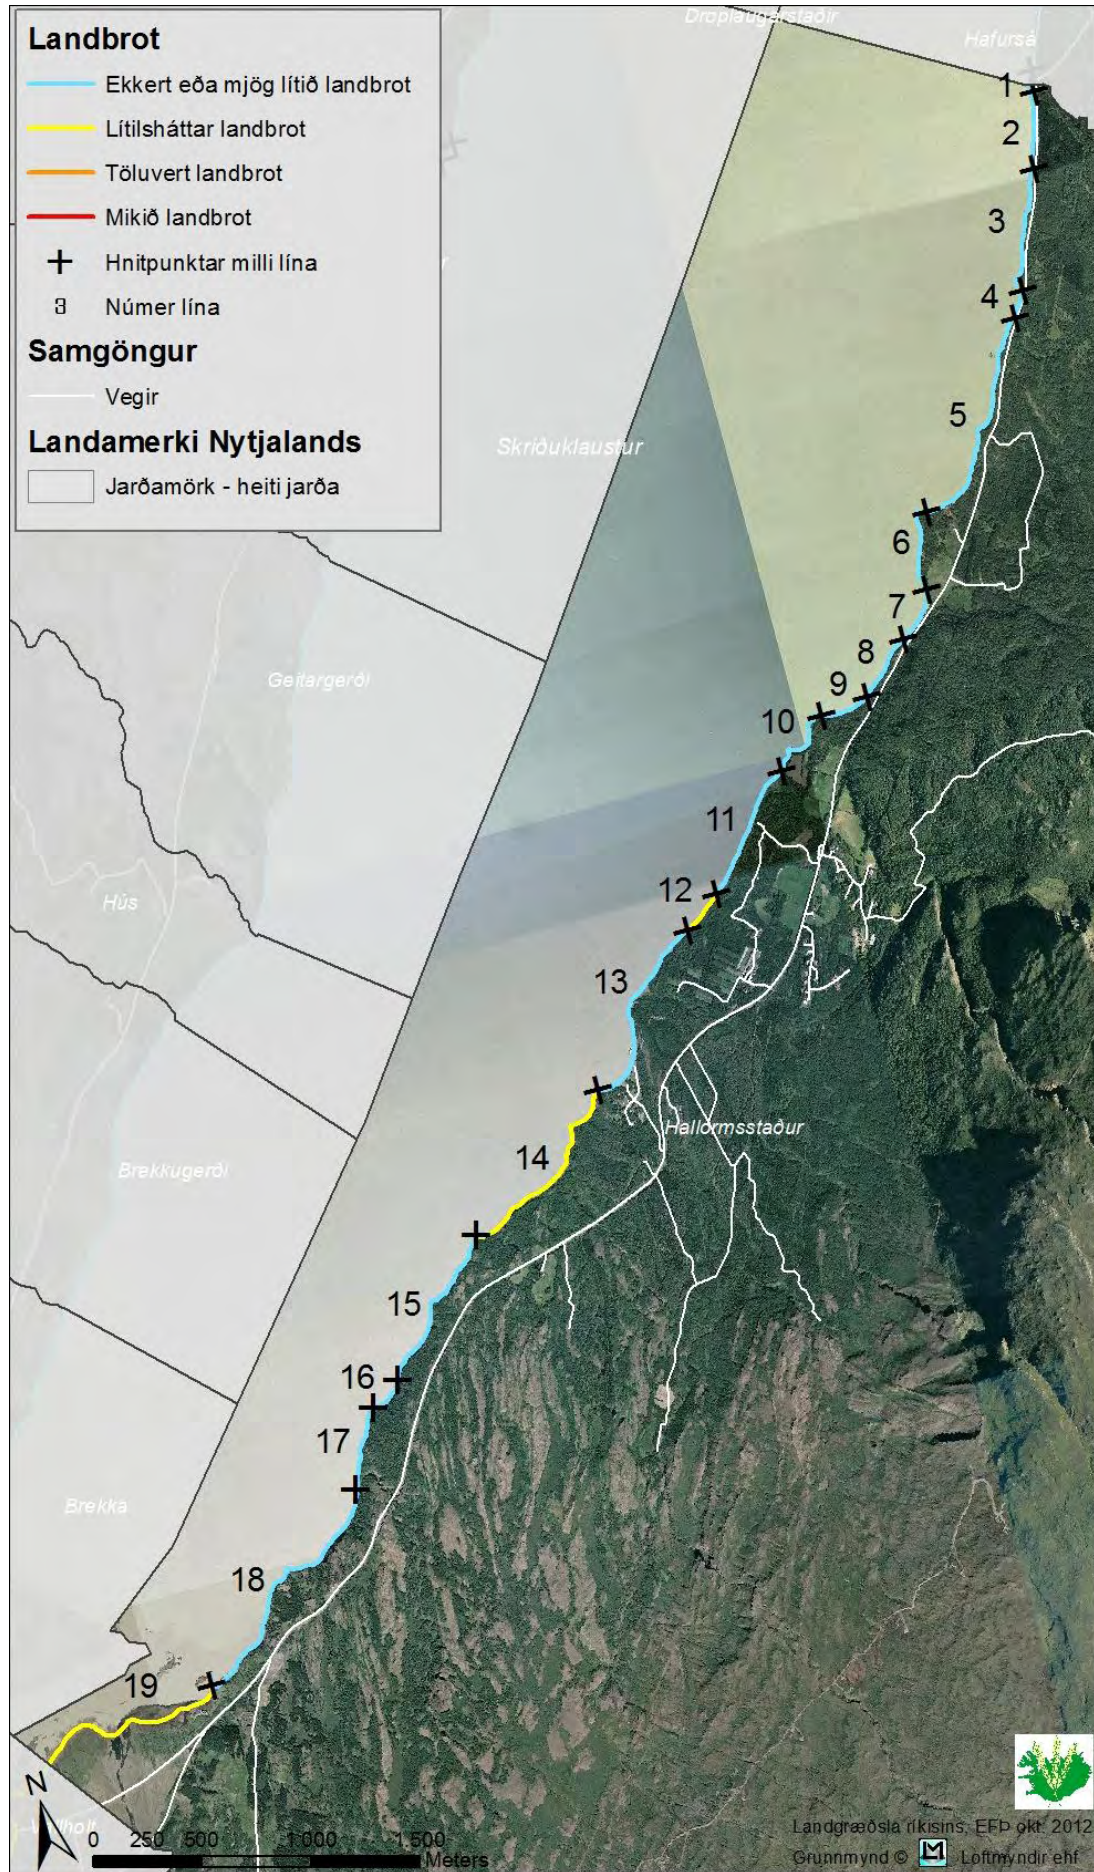 Landbrot
Ekkert eða mjög lítið landbrot
Lítilsháttar landbrot
Töluvert landbrot
Mikið landbrot
Hnitpunktar milli lína
3 Númer lína
Samgöngur
Vegir
Landamerki Nytjalands
Jarðamörk - heiti jarða
Droplaugarstaðir
Hafursá
1
2
3
4
5
Skriðuklaustur
6
7
8
Geitargerði
9
10
11
12
Hús
13
Hallormsstaður
14
Brekkugerði
15
16
17
Brekka
18
19
N
0 250 500 1.000 1.500
Meters
Landgræðsla ríkisins, EFÞ okt. 2012
Grunnmynd © Loftmyndir ehf